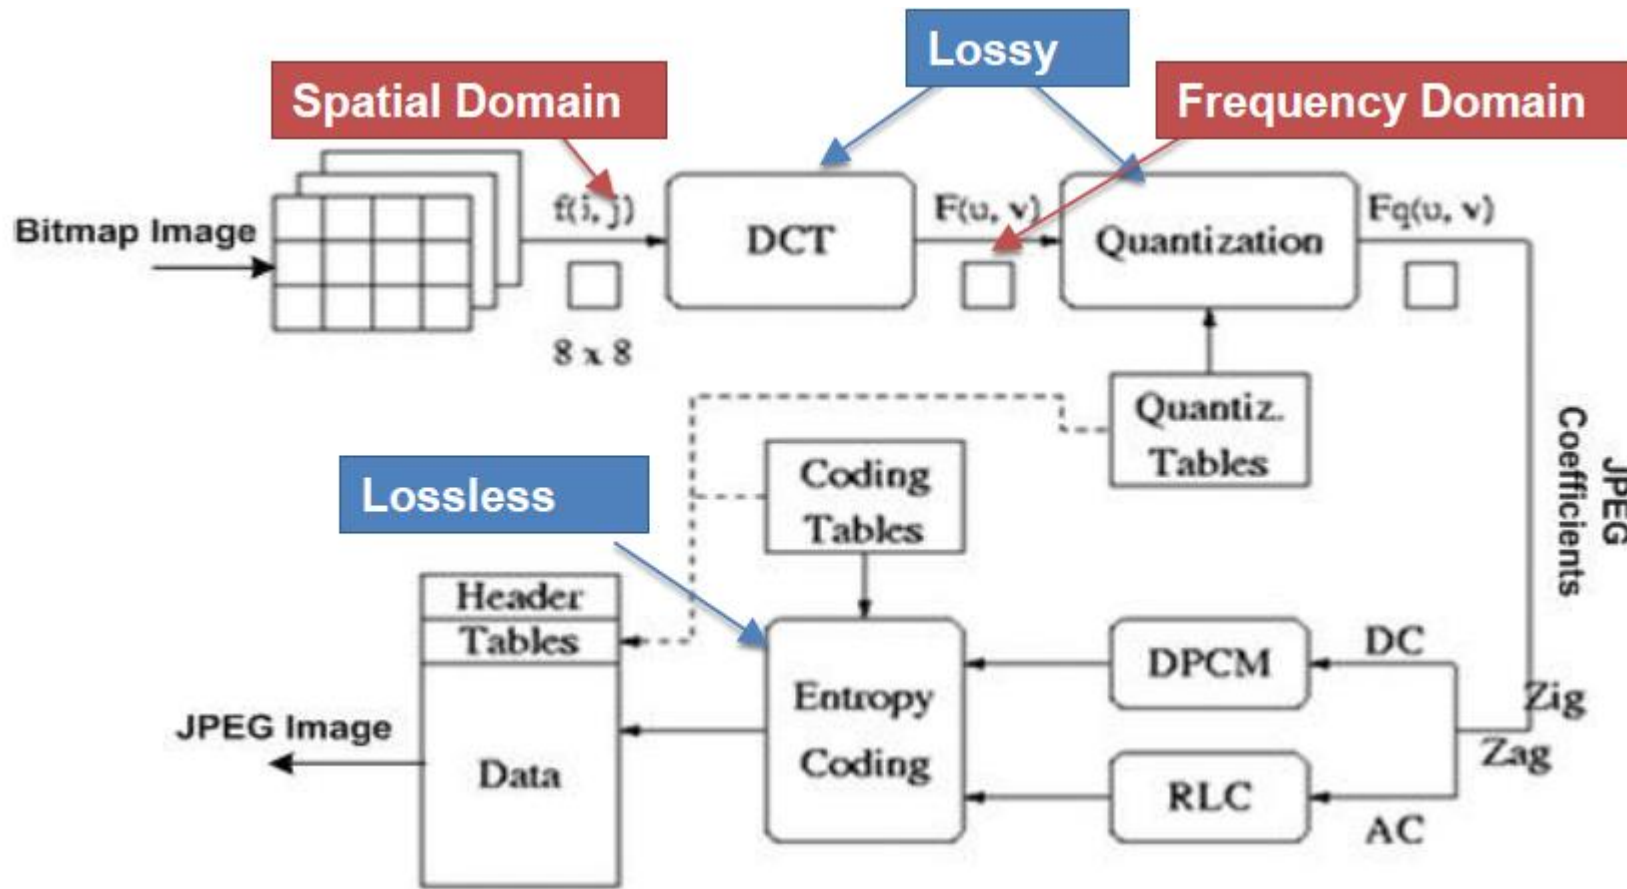 Lossy
Spatial Domain
Frequency Domain
Bitmap Image
f(i, j)
8 x 8
DCT
F(u, v)
Quantization
Fq(u, v)
Quantiz.
Tables
JPEG
Coefficients
Coding
Tables
Lossless
Header
Tables
Data
JPEG Image
Entropy
Coding
DPCM
DC
RLC
AC
Zig
Zag